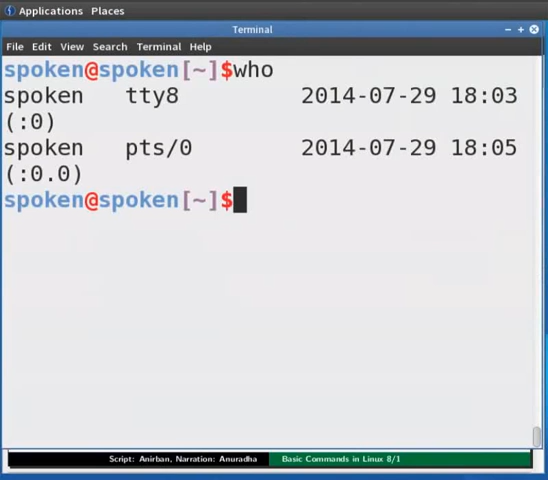 Applications Places
Terminal
File Edit View Search Terminal Help
spoken@spoken[~]$who
spoken tty8 2014-07-29 18:03
(:0)
spoken pts/0 2014-07-29 18:05
(:0.0)
spoken@spoken[~]$
Script: Anirban, Narration: Anuradha Basic Commands in Linux 8/1